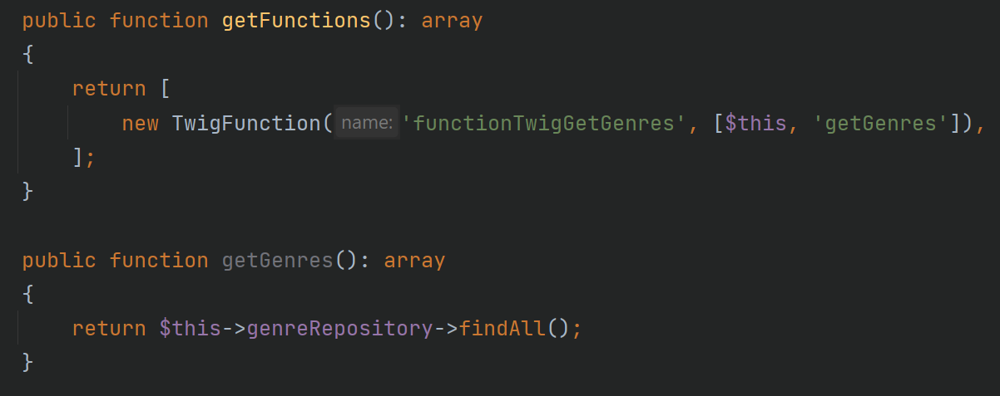 public function getFunctions(): array
{
    return [
        new TwigFunction( name: 'functionTwigGetGenres', [$this, 'getGenres']),
    ];
}

public function getGenres(): array
{
    return $this->genreRepository->findAll();
}